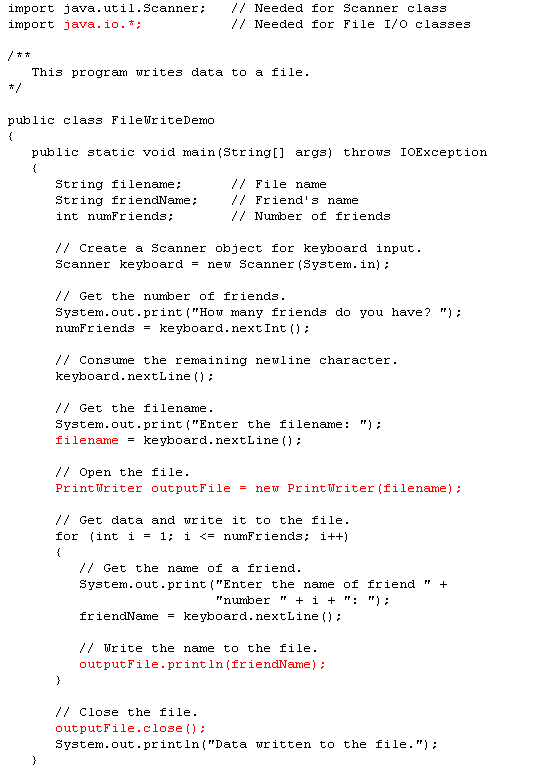 import java.util.Scanner;   // Needed for Scanner class
import java.io.*;           // Needed for File I/O classes

/**
   This program writes data to a file.
*/

public class FileWriteDemo
{
   public static void main(String[] args) throws IOException
   {
      String filename;      // File name
      String friendName;    // Friend's name
      int numFriends;       // Number of friends

      // Create a Scanner object for keyboard input.
      Scanner keyboard = new Scanner(System.in);

      // Get the number of friends.
      System.out.print("How many friends do you have? ");
      numFriends = keyboard.nextInt();

      // Consume the remaining newline character.
      keyboard.nextLine();

      // Get the filename.
      System.out.print("Enter the filename: ");
      filename = keyboard.nextLine();

      // Open the file.
      PrintWriter outputFile = new PrintWriter(filename);

      // Get data and write it to the file.
      for (int i = 1; i <= numFriends; i++)
      {
         // Get the name of a friend.
         System.out.print("Enter the name of friend " +
                          "number " + i + ": ");
         friendName = keyboard.nextLine();

         // Write the name to the file.
         outputFile.println(friendName);
      }

      // Close the file.
      outputFile.close();
      System.out.println("Data written to the file.");
   }